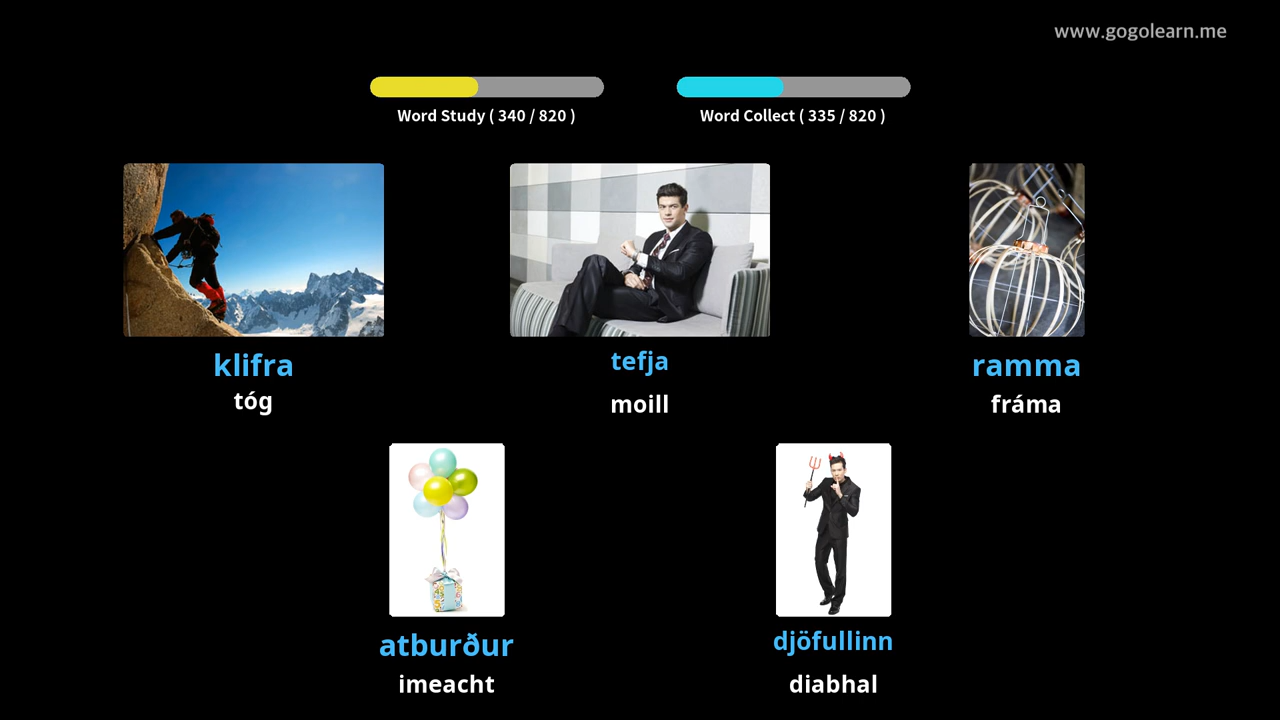 www.gogolearn.me
Word Study ( 340 / 820 )
Word Collect ( 335 / 820 )
klifra
tóg
tefja
moill
ramma
fráma
atburður
imeacht
djöfullinn
diabhal